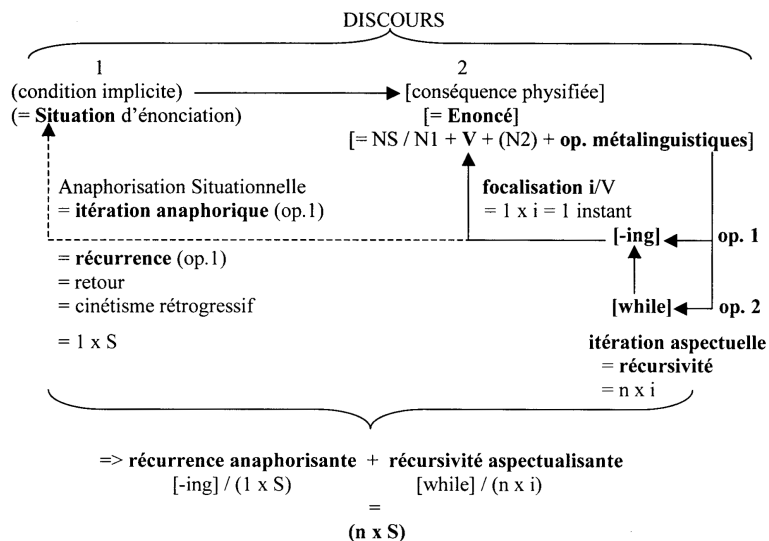 DISCOURS
1 2
(condition implicite) [conséquence physifiée]
(= Situation d'énonciation) [= Enoncé]
[= NS / N1 + V + (N2) + op. métalinguistiques]
Anaphorisation Situationnelle focalisation i/V
= itération anaphorique (op.1) = 1 x i = 1 instant
[-ing] op. 1
= récurrence (op.1)
= retour
= cinétisme rétrogressif
[while] op. 2
= 1 x S itération aspectuelle
= récursivité
= n x i
=> récurrence anaphorisante + récursivité aspectualisante
[-ing] / (1 x S) [while] / (n x i)
=
(n x S)